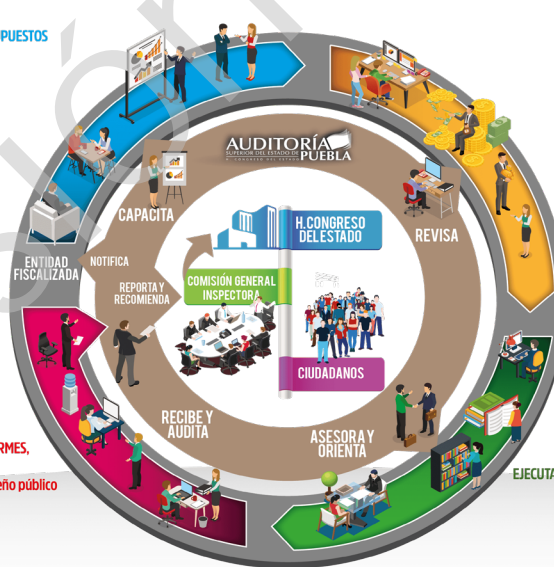 PUESTOS
AUDITORÍA
SUPERIOR DEL ESTADO DE PUEBLA
H. CONGRESO DEL ESTADO
CAPACITA
REVISA
H.CONGRESO
DEL ESTADO
ENTIDAD
FISCALIZADA
NOTIFICA
REPORTA Y
RECOMIENDA
COMISIÓN GENERAL
INSPECTORA
CIUDADANOS
RECIBE Y
AUDITA
ASESORA Y
ORIENTA
RMES,
eño público
EJECUTA